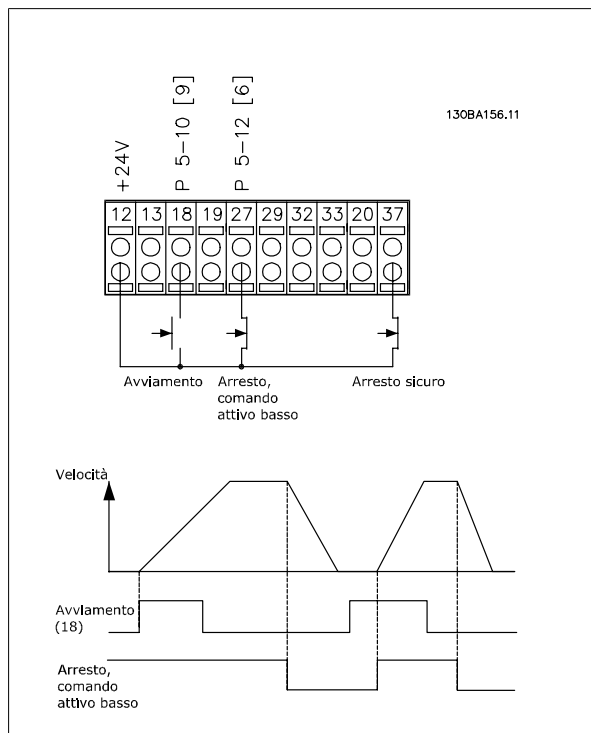 +24V
P 5-10 [9]
P 5-12 [6]
130BA156.11
12 13 18 19 27 29 32 33 20 37
Avviamento
Arresto,
comando
attivo basso
Arresto sicuro
Velocità
Avviamento
(18)
Arresto,
comando
attivo basso